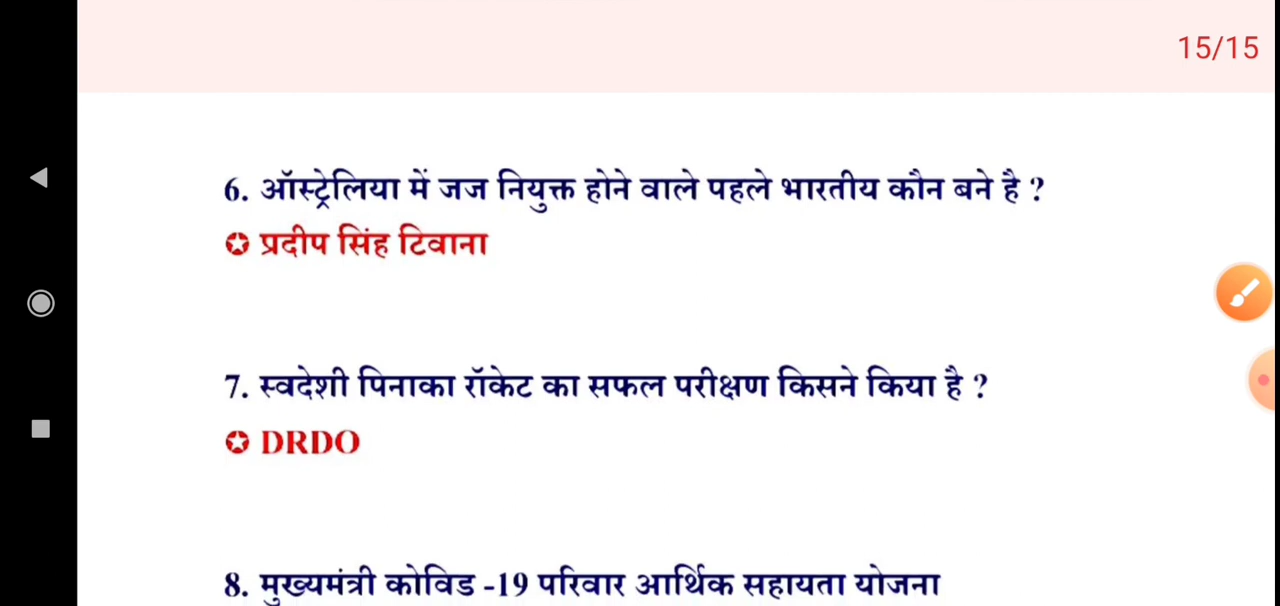 15/15
6. ऑस्ट्रेलिया में जज नियुक्त होने वाले पहले भारतीय कौन बने है ?
✪ प्रदीप सिंह टिवाना
7. स्वदेशी पिनाका रॉकेट का सफल परीक्षण किसने किया है ?
✪ DRDO
8. मुख्यमंत्री कोविड -19 परिवार आर्थिक सहायता योजना